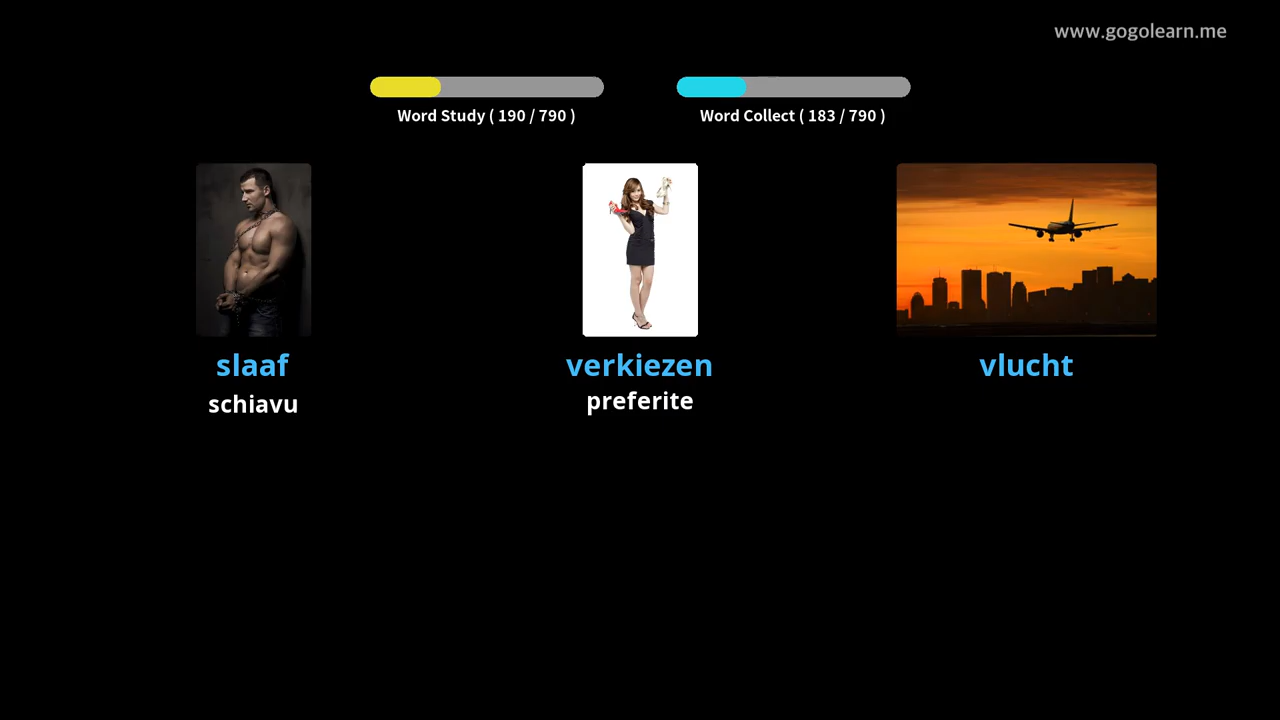 www.gogolearn.me
Word Study ( 190 / 790 )
Word Collect ( 183 / 790 )
slaaf
verkiezen
vlucht
schiavu
preferite